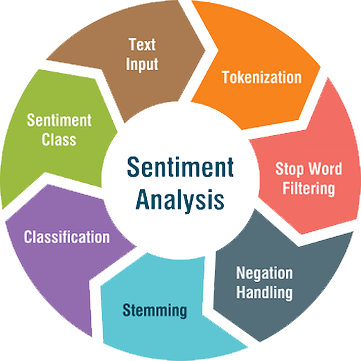 Text
Input
Tokenization
Stop Word
Filtering
Negation
Handling
Stemming
Classification
Sentiment
Class
Sentiment
Analysis